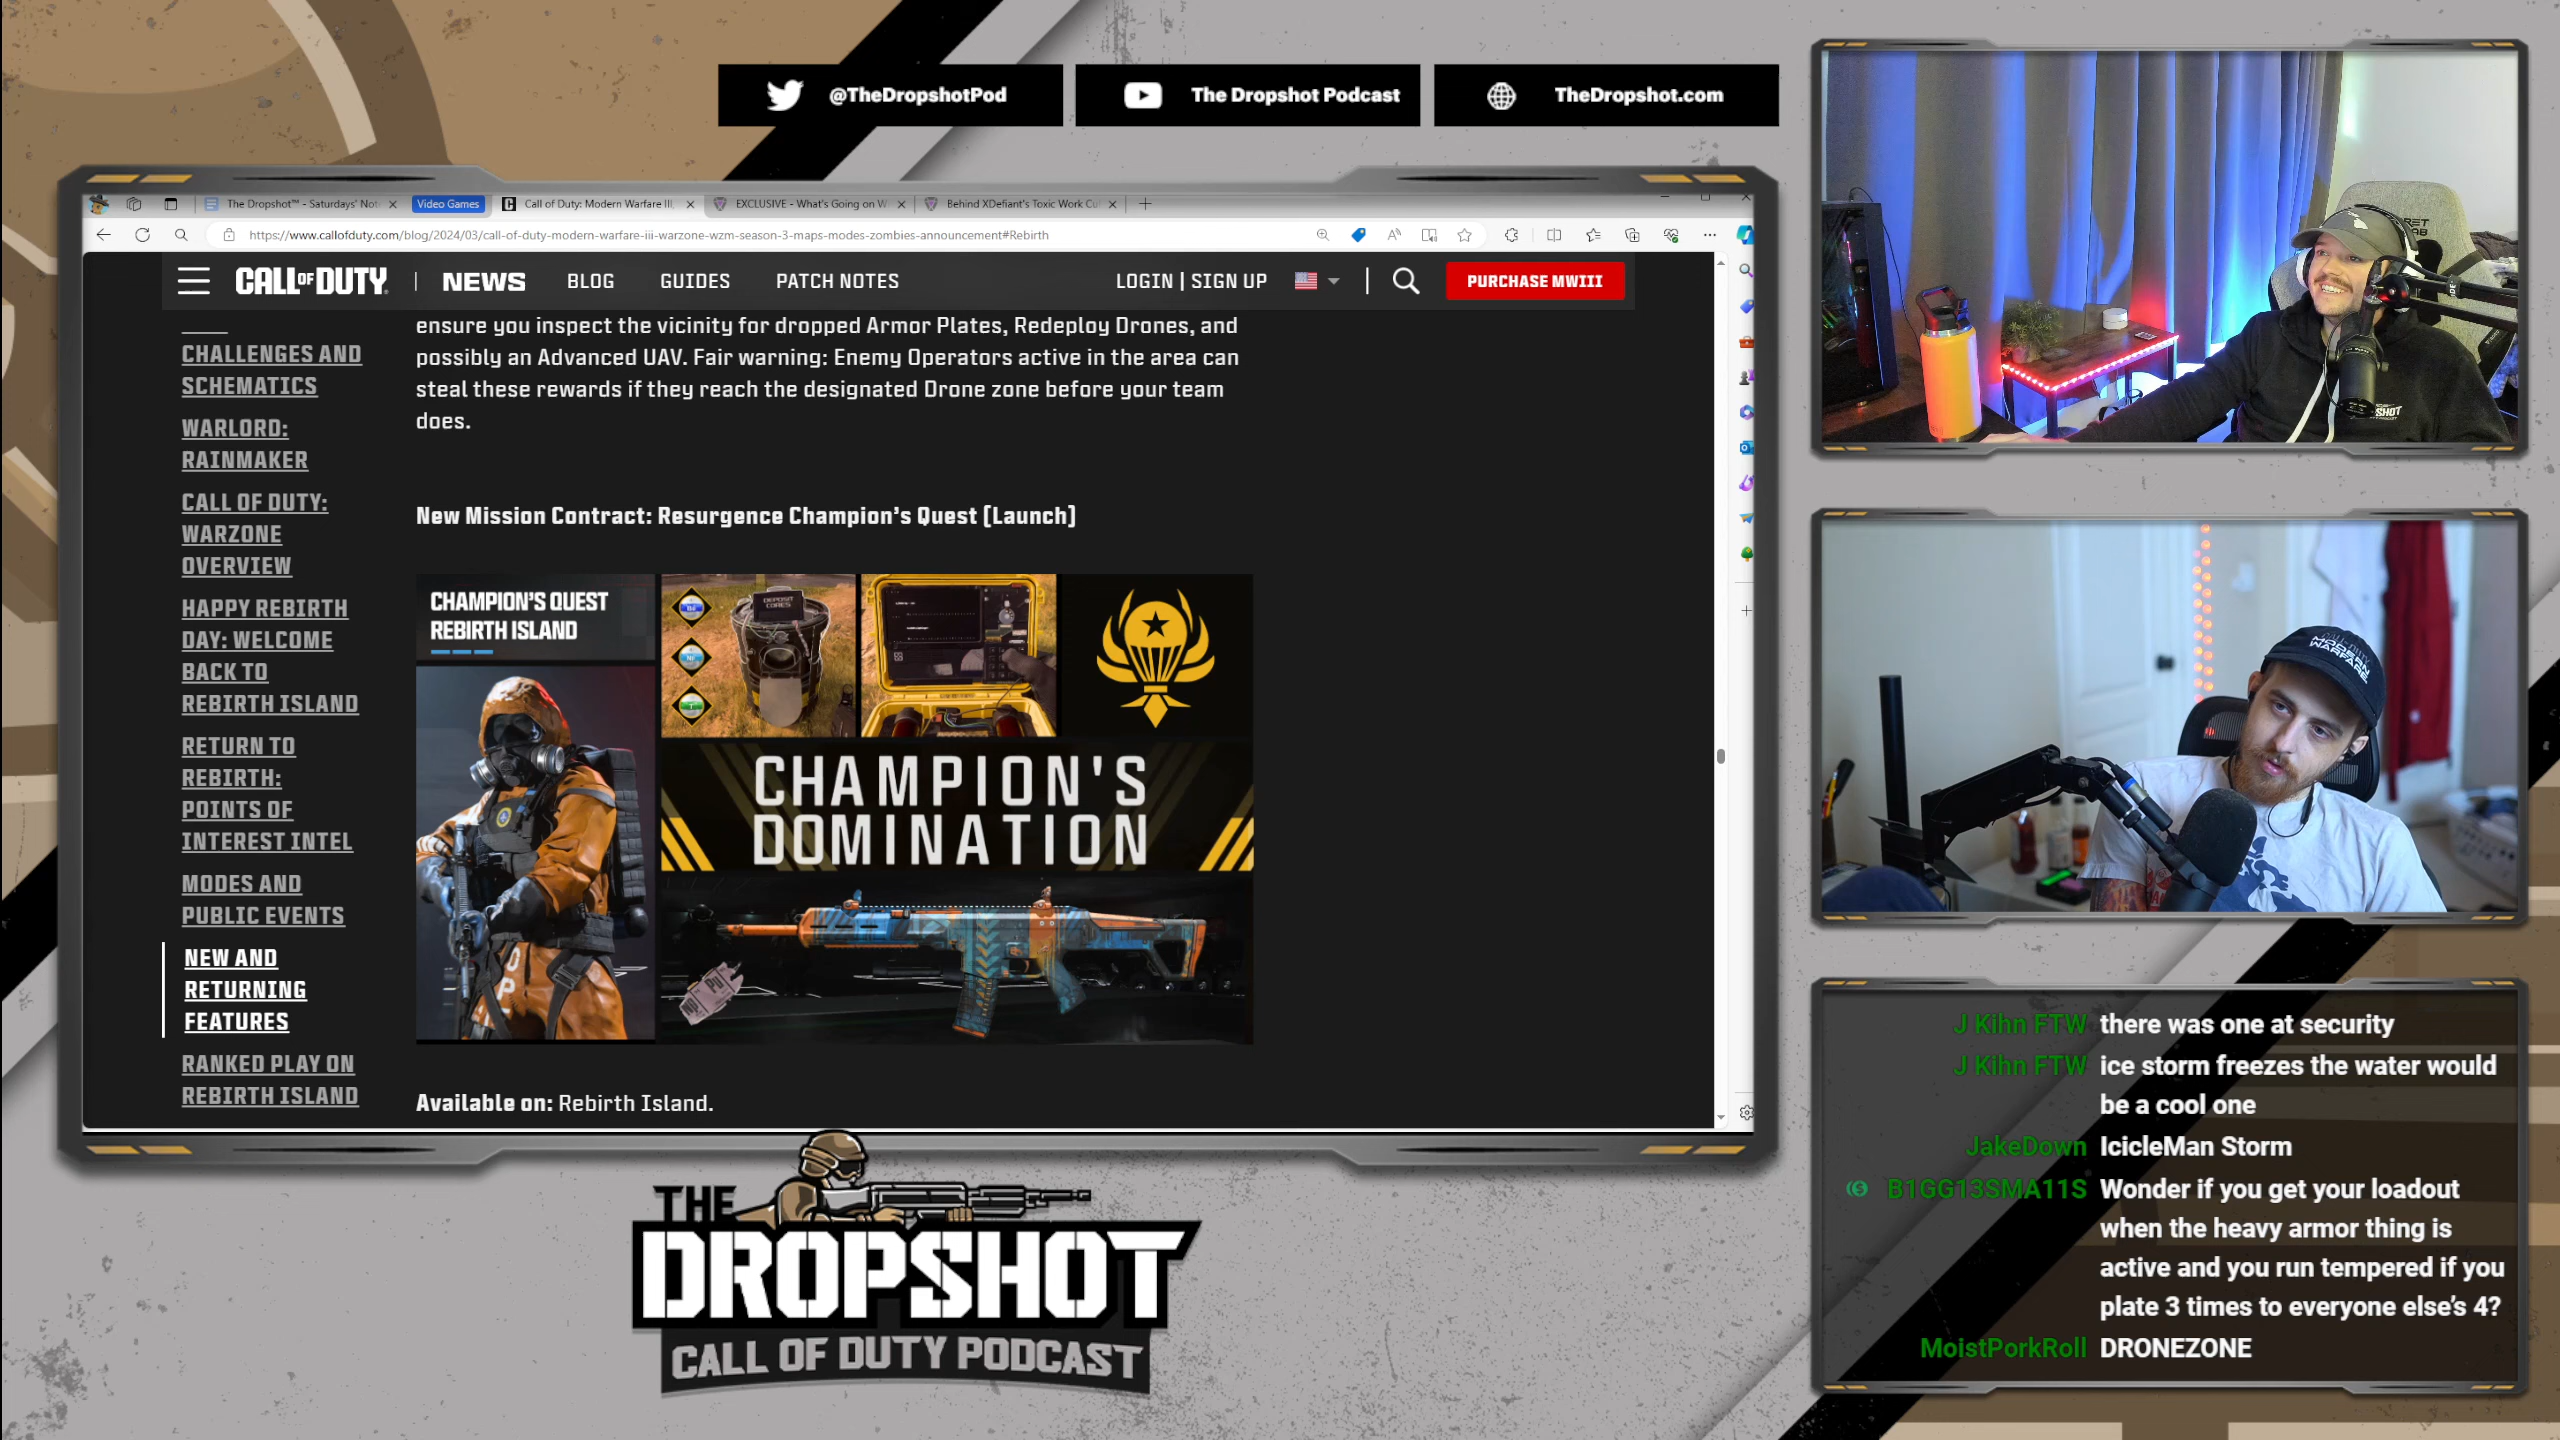 @TheDropshotPod
The Dropshot Podcast
TheDropshot.com
The Dropshot™ - Saturdays' Not
Video Games
Call of Duty: Modern Warfare III,
EXCLUSIVE - What's Going on W
Behind XDefiant's Toxic Work Cul
https://www.callofduty.com/blog/2024/03/call-of-duty-modern-warfare-iii-warzone-wzm-season-3-maps-modes-zombies-announcement#Rebirth
CALL OF DUTY
NEWS
BLOG
GUIDES
PATCH NOTES
LOGIN | SIGN UP
PURCHASE MWIII
CHALLENGES AND
SCHEMATICS
WARLORD:
RAINMAKER
CALL OF DUTY:
WARZONE
OVERVIEW
HAPPY REBIRTH
DAY: WELCOME
BACK TO
REBIRTH ISLAND
RETURN TO
REBIRTH:
POINTS OF
INTEREST INTEL
MODES AND
PUBLIC EVENTS
NEW AND
RETURNING
FEATURES
RANKED PLAY ON
REBIRTH ISLAND
ensure you inspect the vicinity for dropped Armor Plates, Redeploy Drones, and
possibly an Advanced UAV. Fair warning: Enemy Operators active in the area can
steal these rewards if they reach the designated Drone zone before your team
does.
New Mission Contract: Resurgence Champion's Quest [Launch]
CHAMPION'S QUEST
REBIRTH ISLAND
DEPOSIT
CORES
CHAMPION'S
DOMINATION
Available on: Rebirth Island.
MODERN
WARFARE
J Kihn FTW there was one at security
J Kihn FTW ice storm freezes the water would
be a cool one
JakeDown IcicleMan Storm
B1GG13SMA11S Wonder if you get your loadout
when the heavy armor thing is
active and you run tempered if you
plate 3 times to everyone else's 4?
MoistPorkRoll DRONEZONE
THE
DROPSHOT
CALL OF DUTY PODCAST